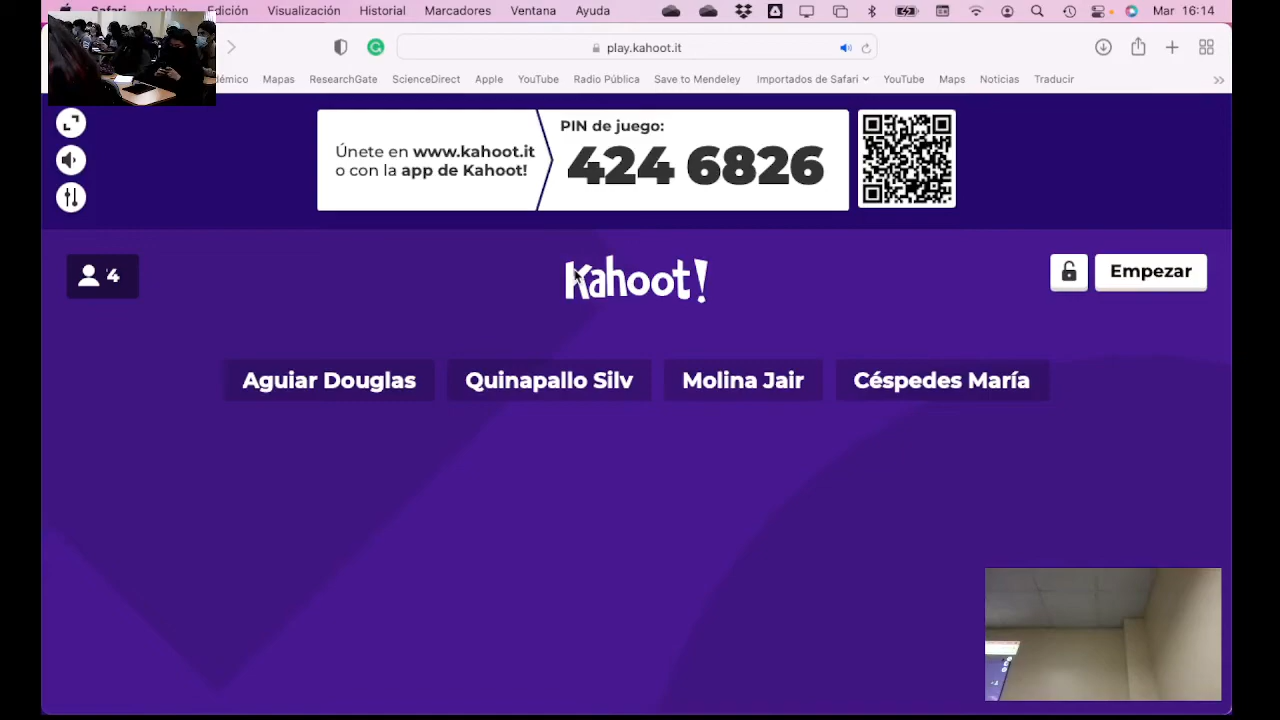 Safari Archivo Edición Visualización Historial Marcadores Ventana Ayuda Mar 16:14
play.kahoot.it
Mapas ResearchGate ScienceDirect Apple YouTube Radio Pública Save to Mendeley Importados de Safari YouTube Maps Noticias Traducir
Únete en www.kahoot.it
o con la app de Kahoot!
PIN de juego:
424 6826
4
Kahoot!
Empezar
Aguiar Douglas
Quinapallo Silv
Molina Jair
Céspedes María